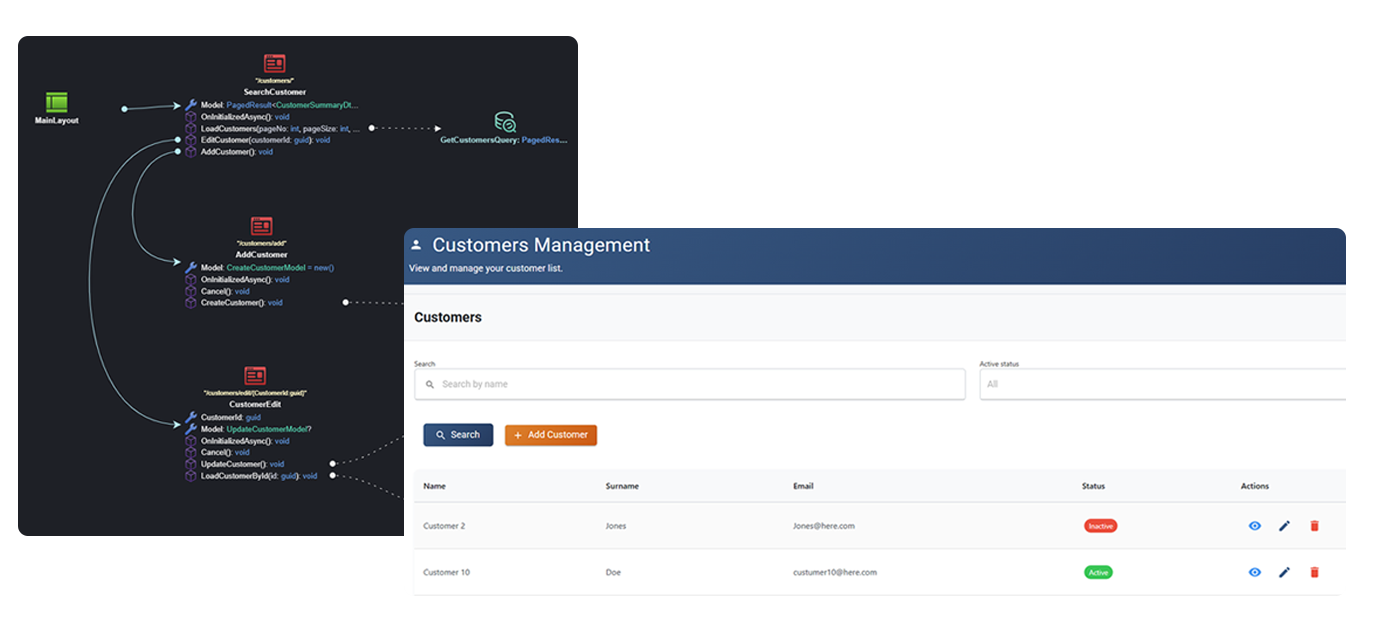 MainLayout
"/customers/"
SearchCustomer
Model: PagedResult<CustomerSummaryDt...
OnInitializedAsync(): void
LoadCustomers(pageNo: int, pageSize: int, ...
EditCustomer(customerId: guid): void
AddCustomer(): void
GetCustomersQuery: PagedRes...
"/customers/add"
AddCustomer
Model: CreateCustomerModel = new()
OnInitializedAsync(): void
Cancel(): void
CreateCustomer(): void
"/customers/edit/{CustomerId:guid}"
CustomerEdit
CustomerId: guid
Model: UpdateCustomerModel?
OnInitializedAsync(): void
Cancel(): void
UpdateCustomer(): void
LoadCustomerById(id: guid): void
Customers Management
View and manage your customer list.
Customers
Search Active status
Search by name All
Search + Add Customer
Name Surname Email Status Actions
Customer 2 Jones Jones@here.com Inactive
Customer 10 Doe custumer10@here.com Active